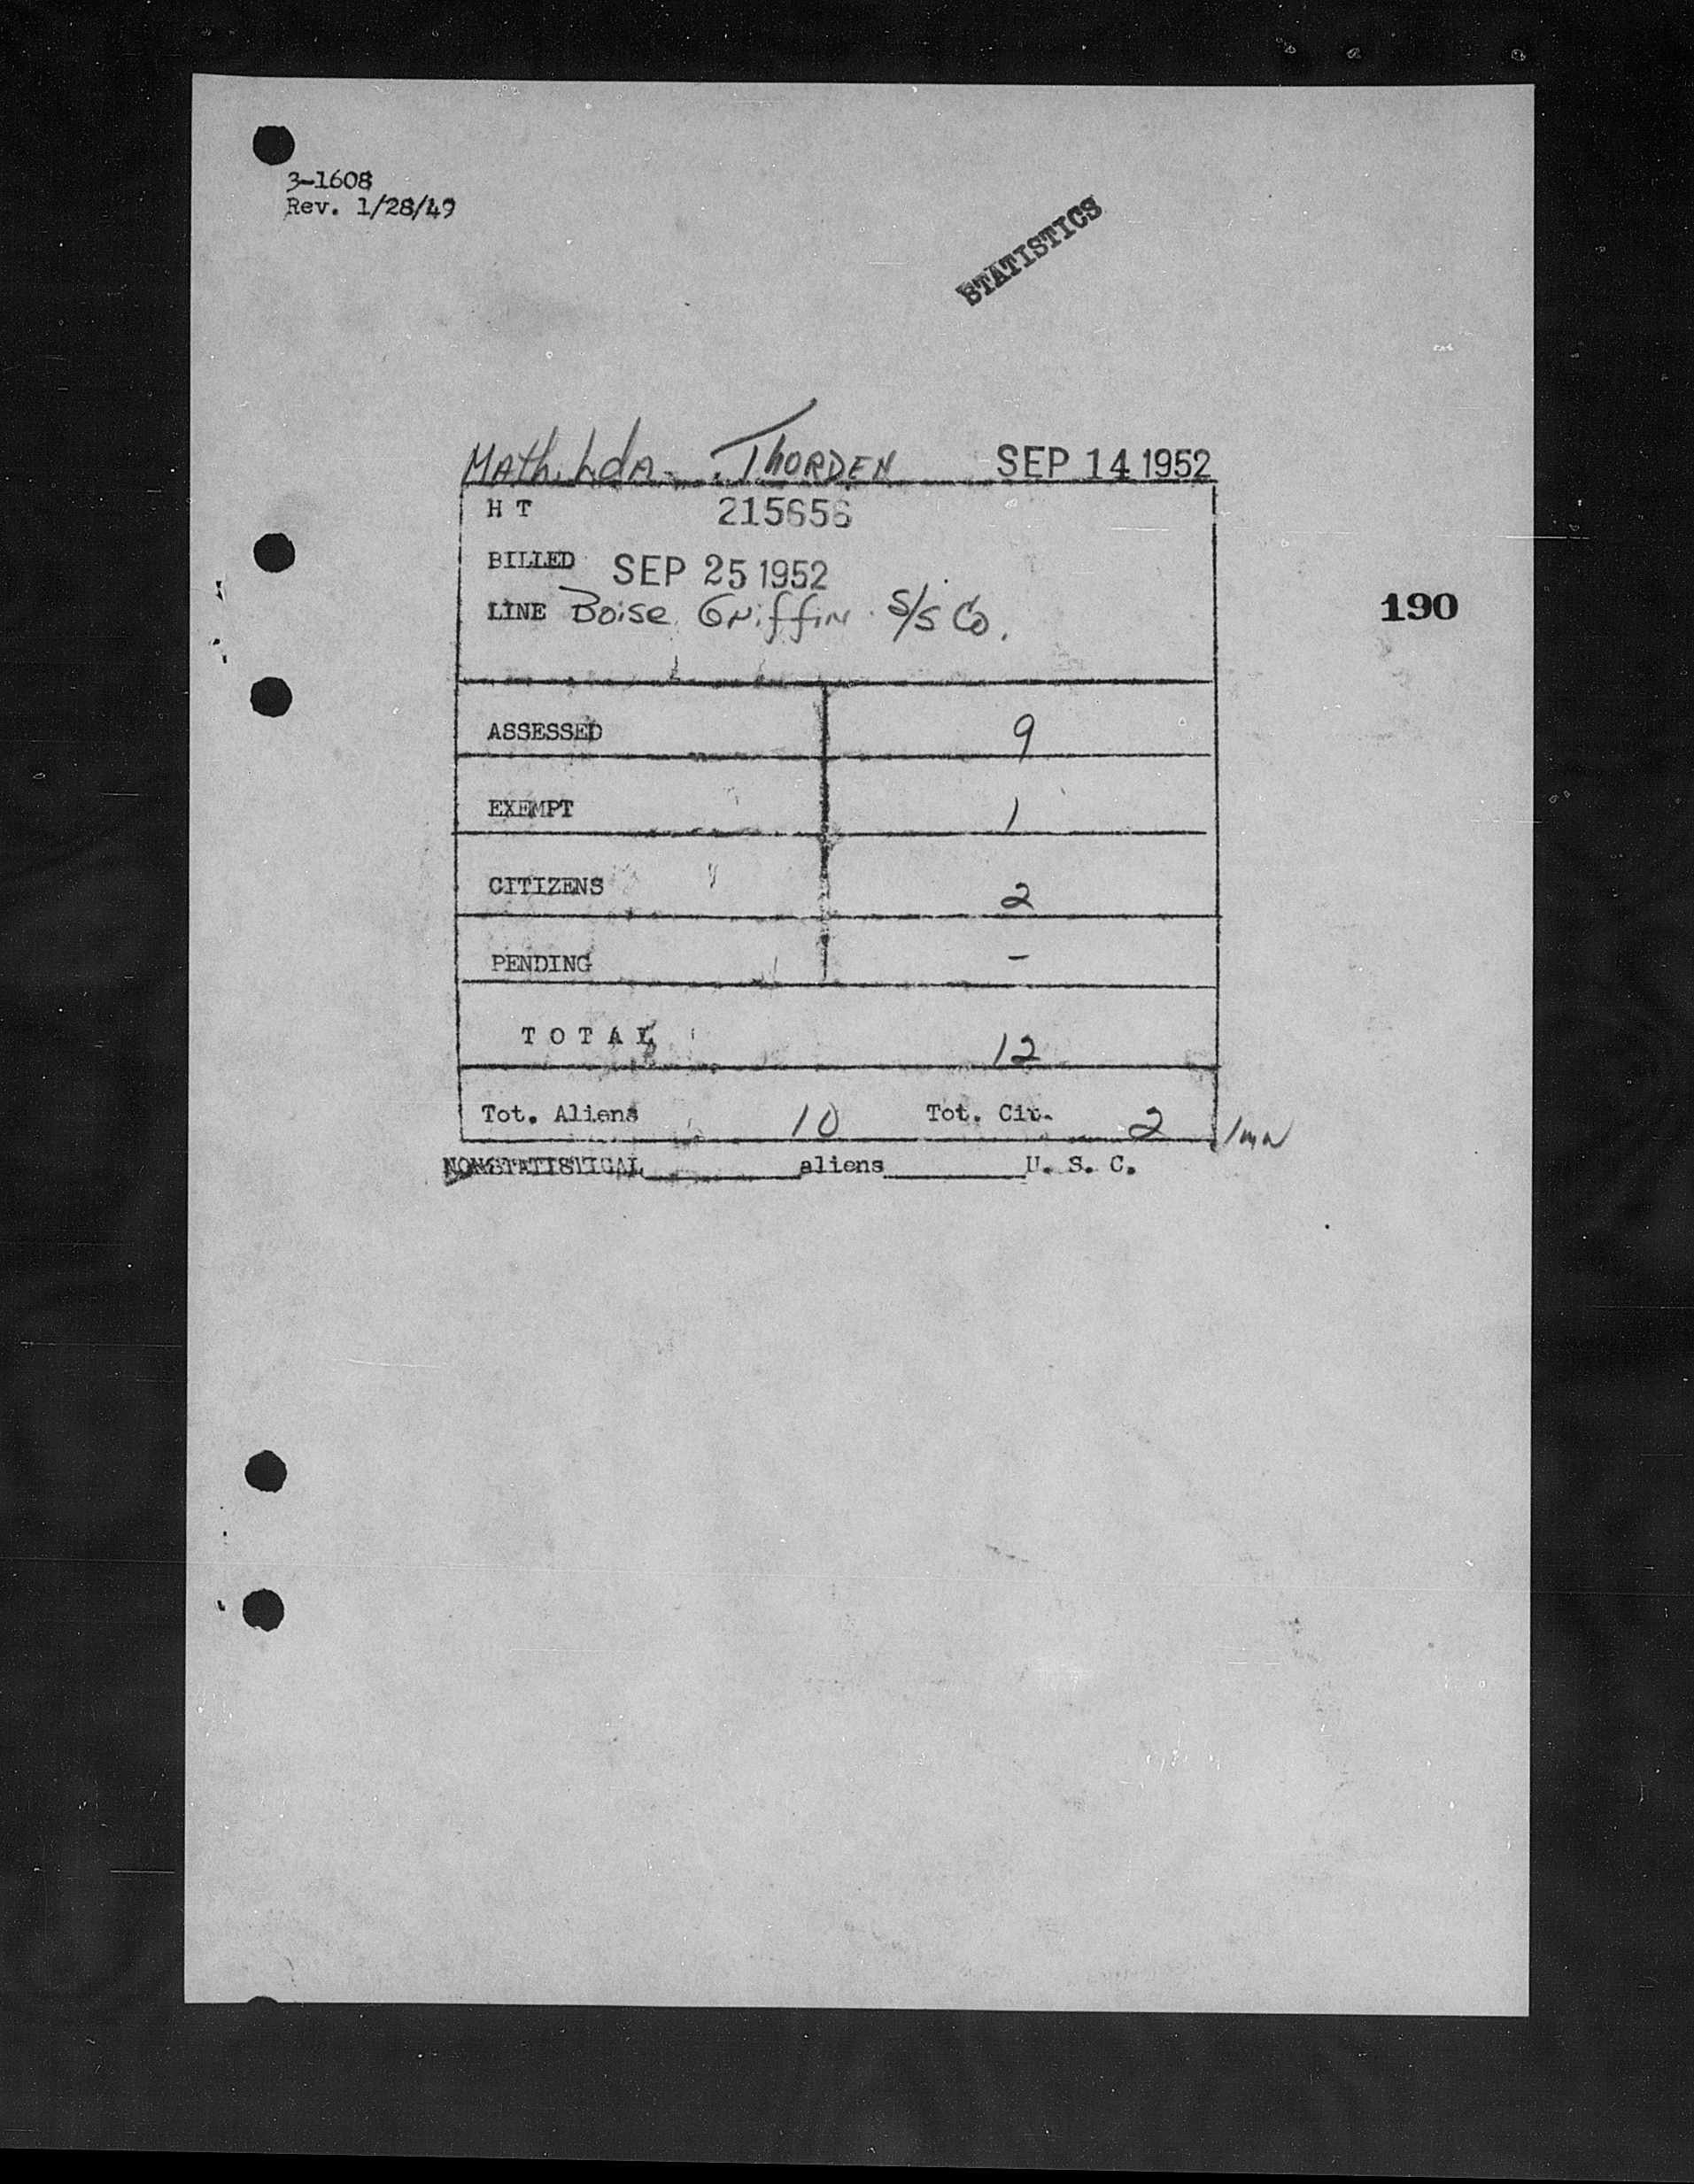 3-1608
Rev. 1/28/49
STATISTICS
Mathilda Thorden SEP 14 1952
H T 215656
BILLED SEP 25 1952
LINE Boise Griffin S/S Co.
190
ASSESSED 9
EXEMPT 1
CITIZENS 2
PENDING -
TOTAL 12
Tot. Aliens 10 Tot. Cit. 2
NONSTATISTICAL aliens U. S. C.